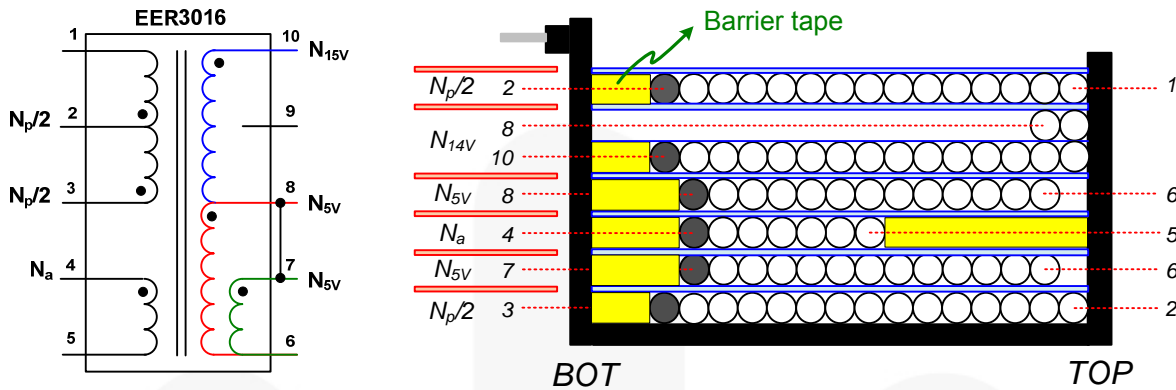 EER3016
1
10
N15V
2
Np/2
9
3
Np/2
8
N5V
4
Na
7
N5V
5
6
Barrier tape
Np/2 2 1
8
N14V
10
N5V 8 6
Na 4 5
N5V 7 6
Np/2 3 2
BOT TOP